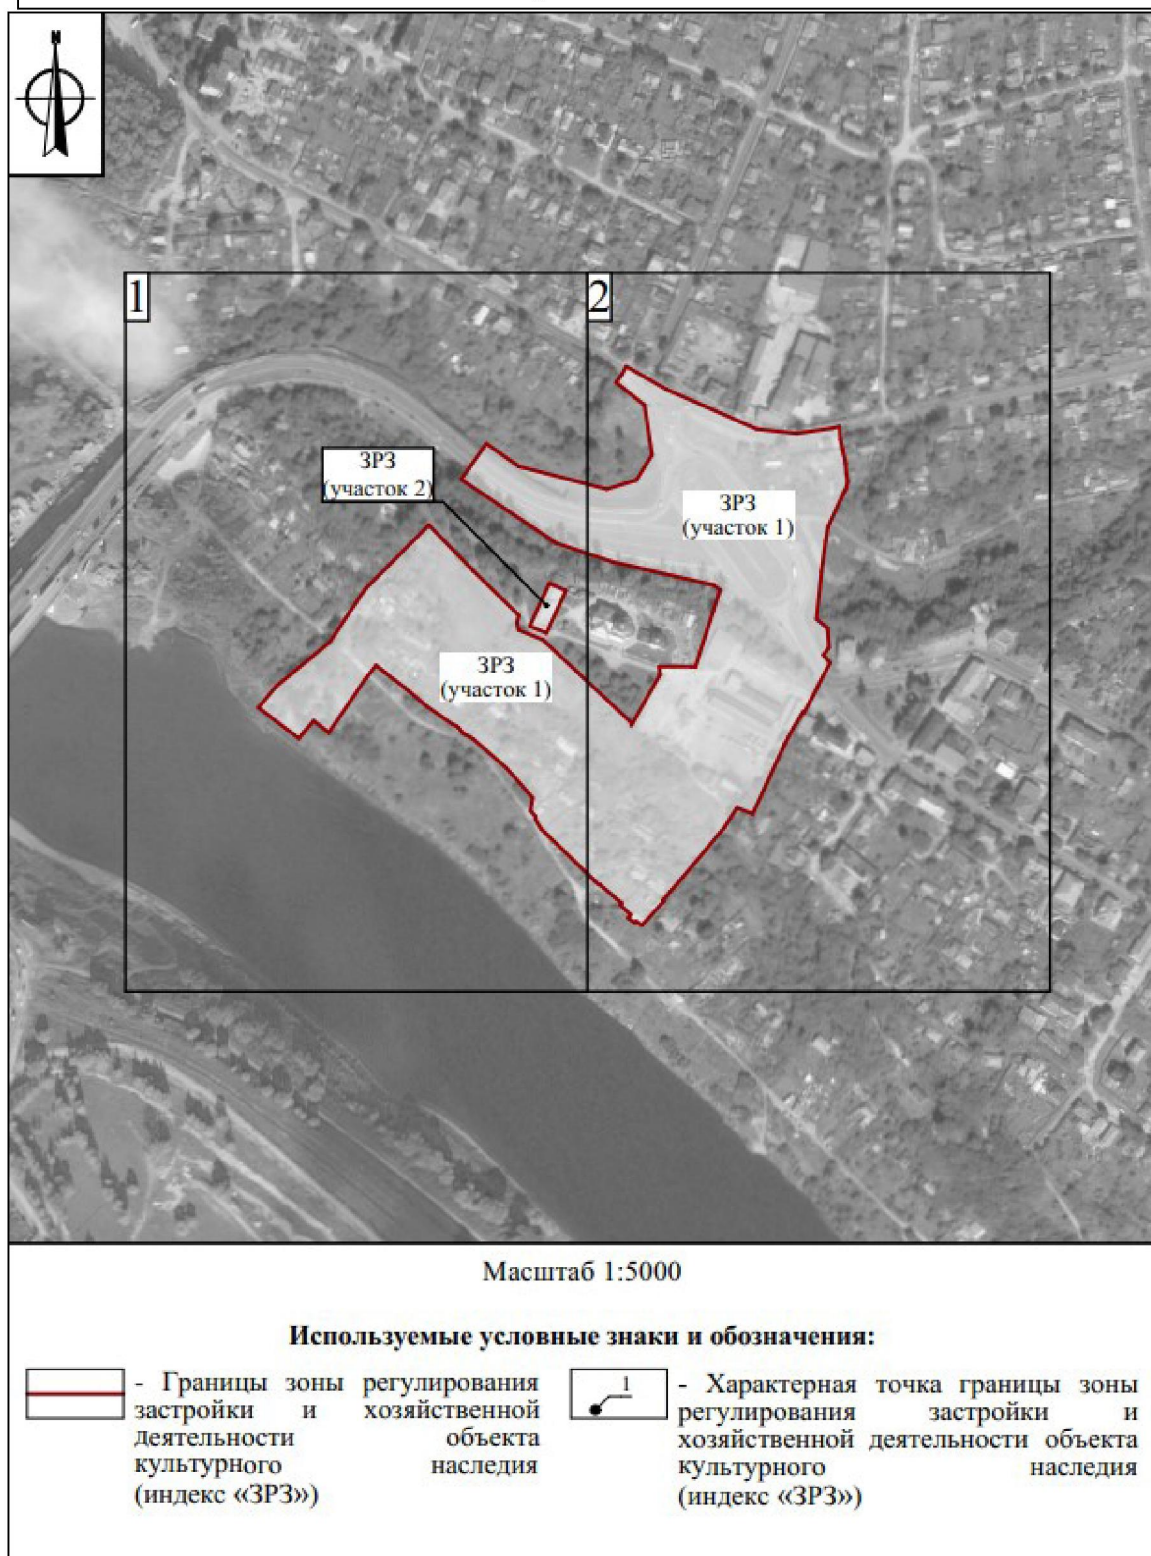 N
1
2
ЗРЗ
(участок 2)
ЗРЗ
(участок 1)
ЗРЗ
(участок 1)
Масштаб 1:5000
Используемые условные знаки и обозначения:
- Границы зоны регулирования
застройки и хозяйственной
деятельности объекта
культурного наследия
(индекс «ЗРЗ»)
1
- Характерная точка границы зоны
регулирования застройки и
хозяйственной деятельности объекта
культурного наследия
(индекс «ЗРЗ»)